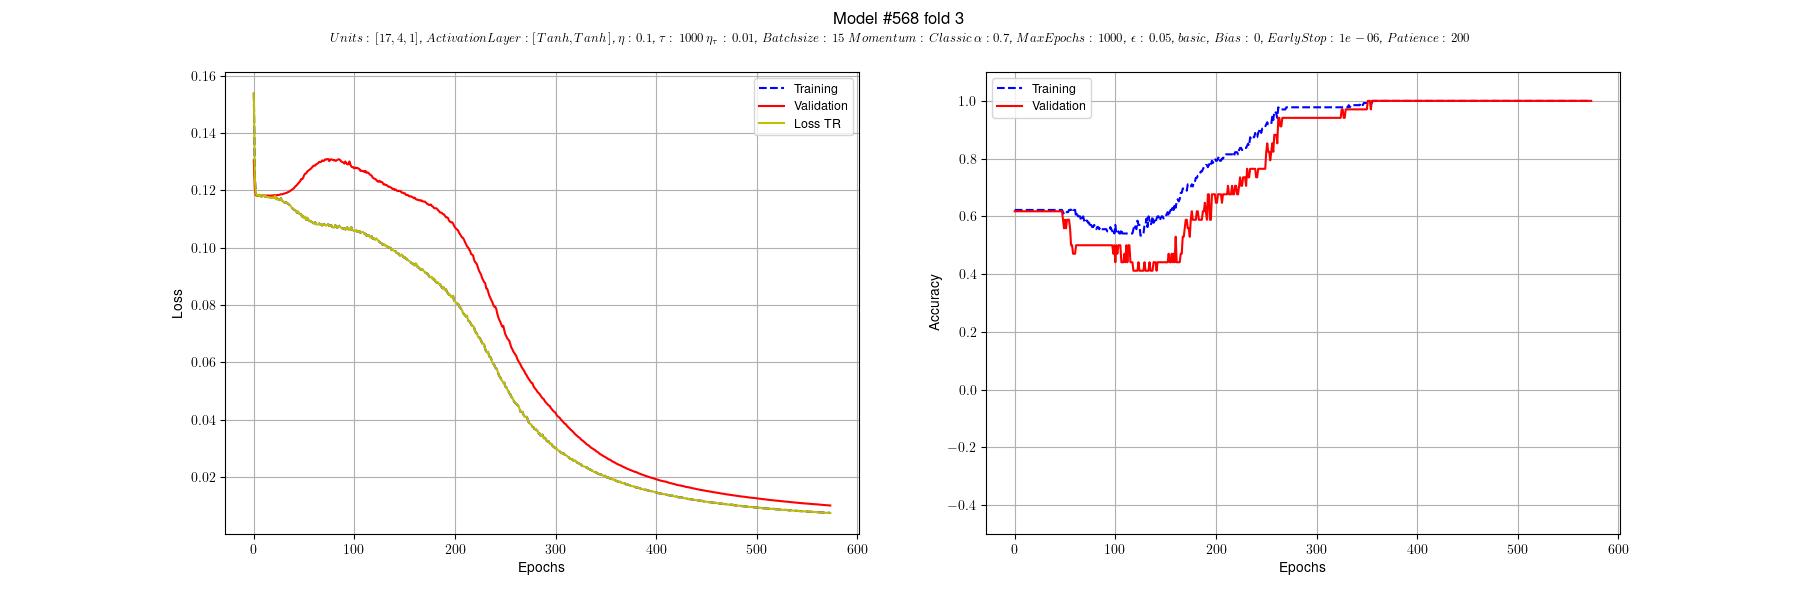 Model #568 fold 3
Units : [17, 4, 1], ActivationLayer : [Tanh, Tanh], η : 0.1, τ : 1000 η_τ : 0.01, Batchsize : 15 Momentum : Classic α : 0.7, MaxEpochs : 1000, ϵ : 0.05, basic, Bias : 0, EarlyStop : 1e − 06, Patience : 200
0.16
0.14
0.12
0.10
0.08
0.06
0.04
0.02
Loss
0 100 200 300 400 500 600
Epochs
Training
Validation
Loss TR
1.0
0.8
0.6
0.4
0.2
0.0
−0.2
−0.4
Accuracy
0 100 200 300 400 500 600
Epochs
Training
Validation